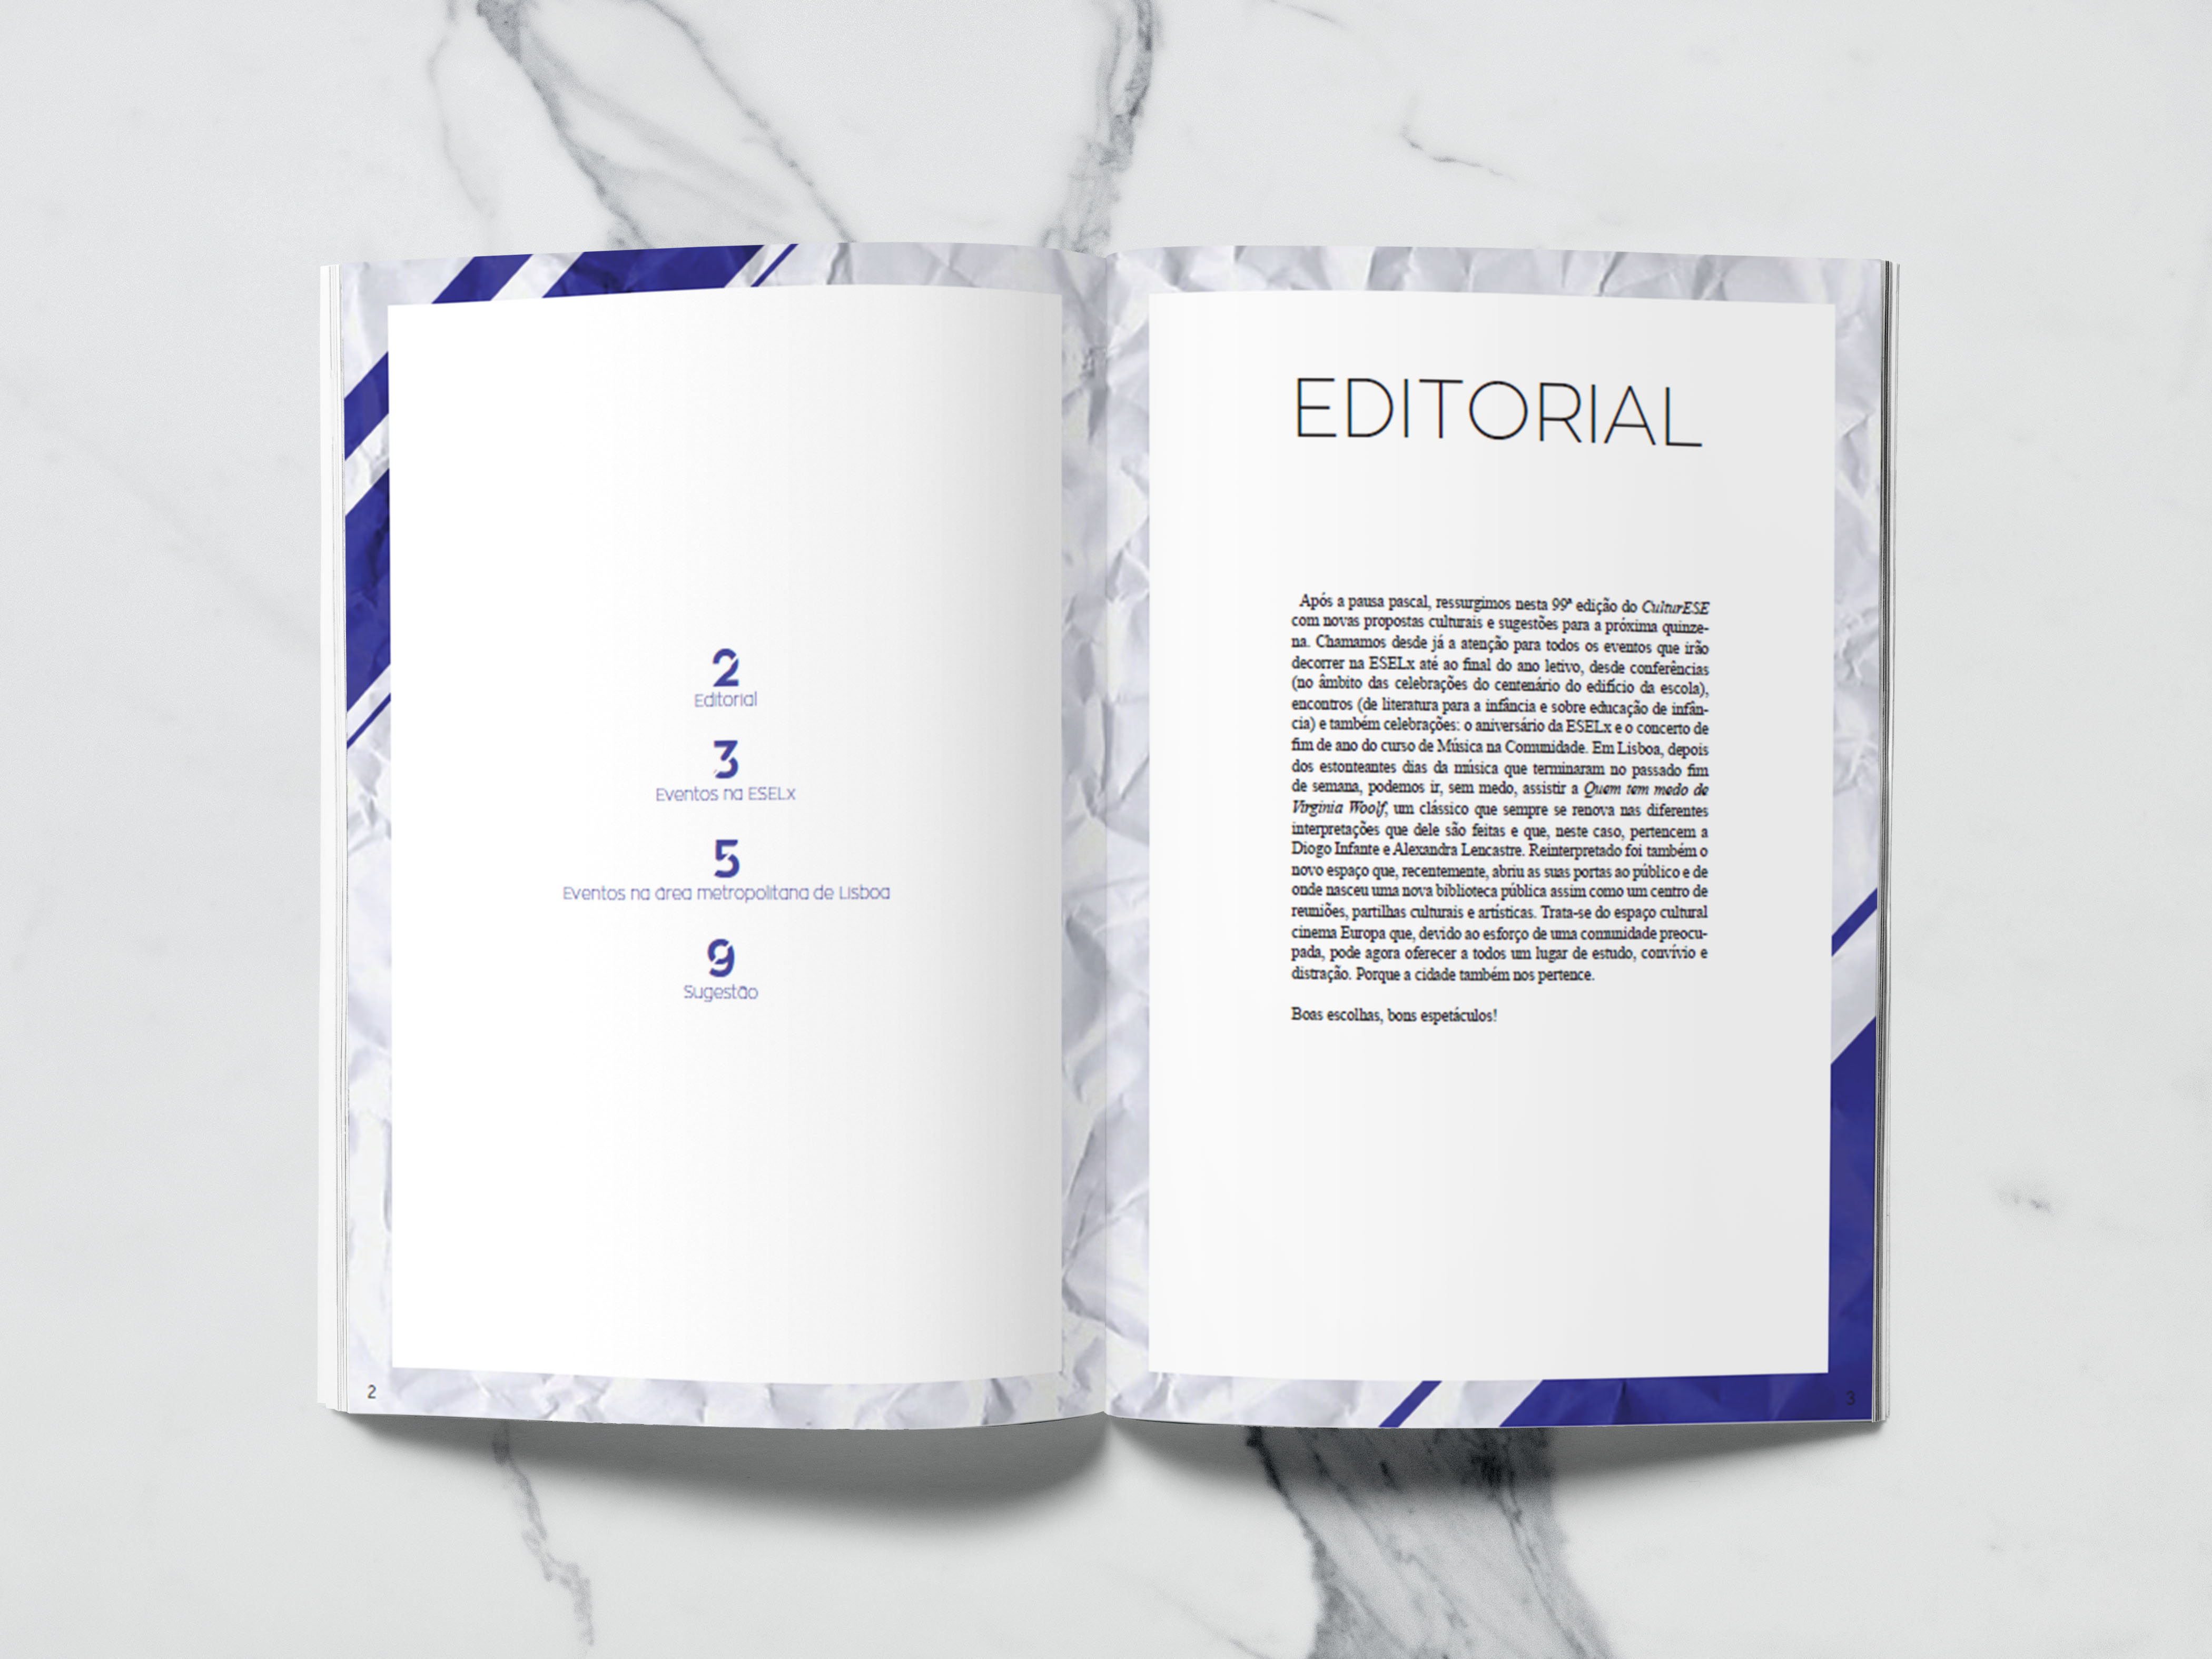 2
Editorial
3
Eventos na ESELx
5
Eventos na área metropolitana de Lisboa
9
Sugestão
2
EDITORIAL
Após a pausa pascal, ressurgimos nesta 99ª edição do CulturESE
com novas propostas culturais e sugestões para a próxima quinze-
na. Chamamos desde já a atenção para todos os eventos que irão
decorrer na ESELx até ao final do ano letivo, desde conferências
(no âmbito das celebrações do centenário do edifício da escola),
encontros (de literatura para a infância e sobre educação de infân-
cia) e também celebrações: o aniversário da ESELx e o concerto de
fim de ano do curso de Música na Comunidade. Em Lisboa, depois
dos estonteantes dias da música que terminaram no passado fim
de semana, podemos ir, sem medo, assistir a Quem tem medo de
Virginia Woolf, um clássico que sempre se renova nas diferentes
interpretações que dele são feitas e que, neste caso, pertencem a
Diogo Infante e Alexandra Lencastre. Reinterpretado foi também o
novo espaço que, recentemente, abriu as suas portas ao público e de
onde nasceu uma nova biblioteca pública assim como um centro de
reuniões, partilhas culturais e artísticas. Trata-se do espaço cultural
cinema Europa que, devido ao esforço de uma comunidade preocu-
pada, pode agora oferecer a todos um lugar de estudo, convívio e
distração. Porque a cidade também nos pertence.
Boas escolhas, bons espetáculos!
3